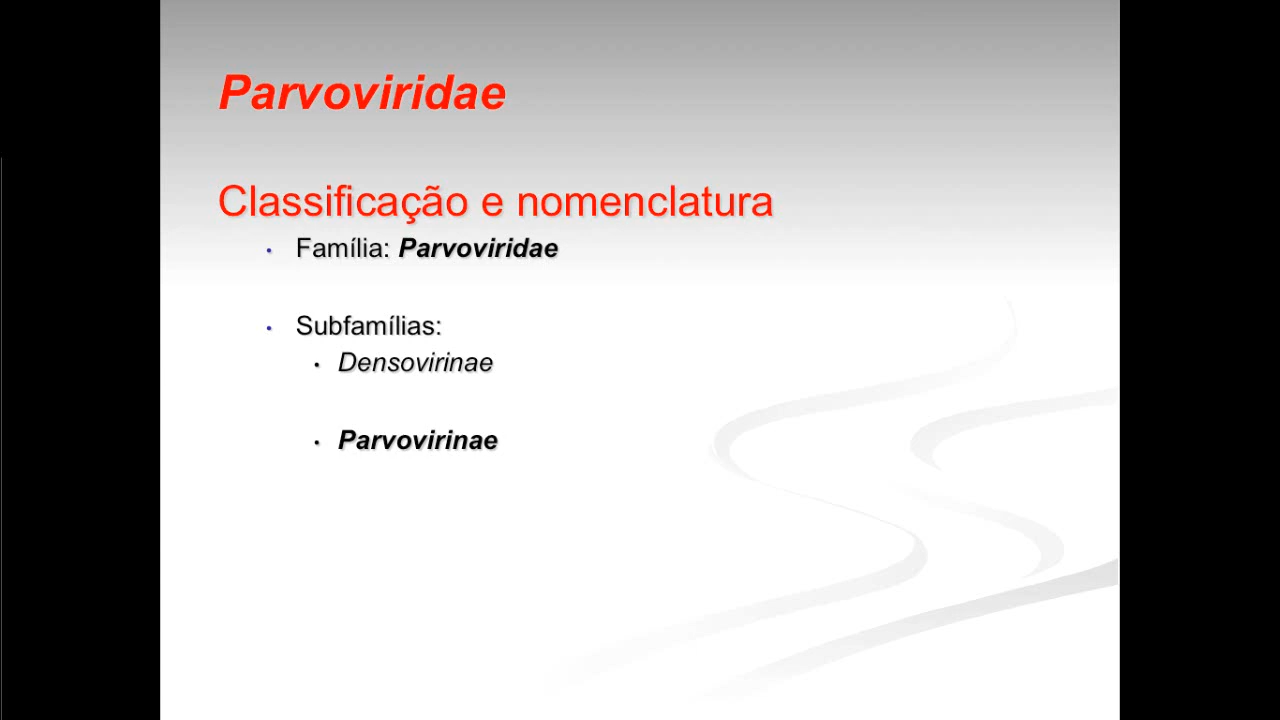 Parvoviridae
Classificação e nomenclatura
• Família: Parvoviridae
• Subfamílias:
• Densovirinae
• Parvovirinae